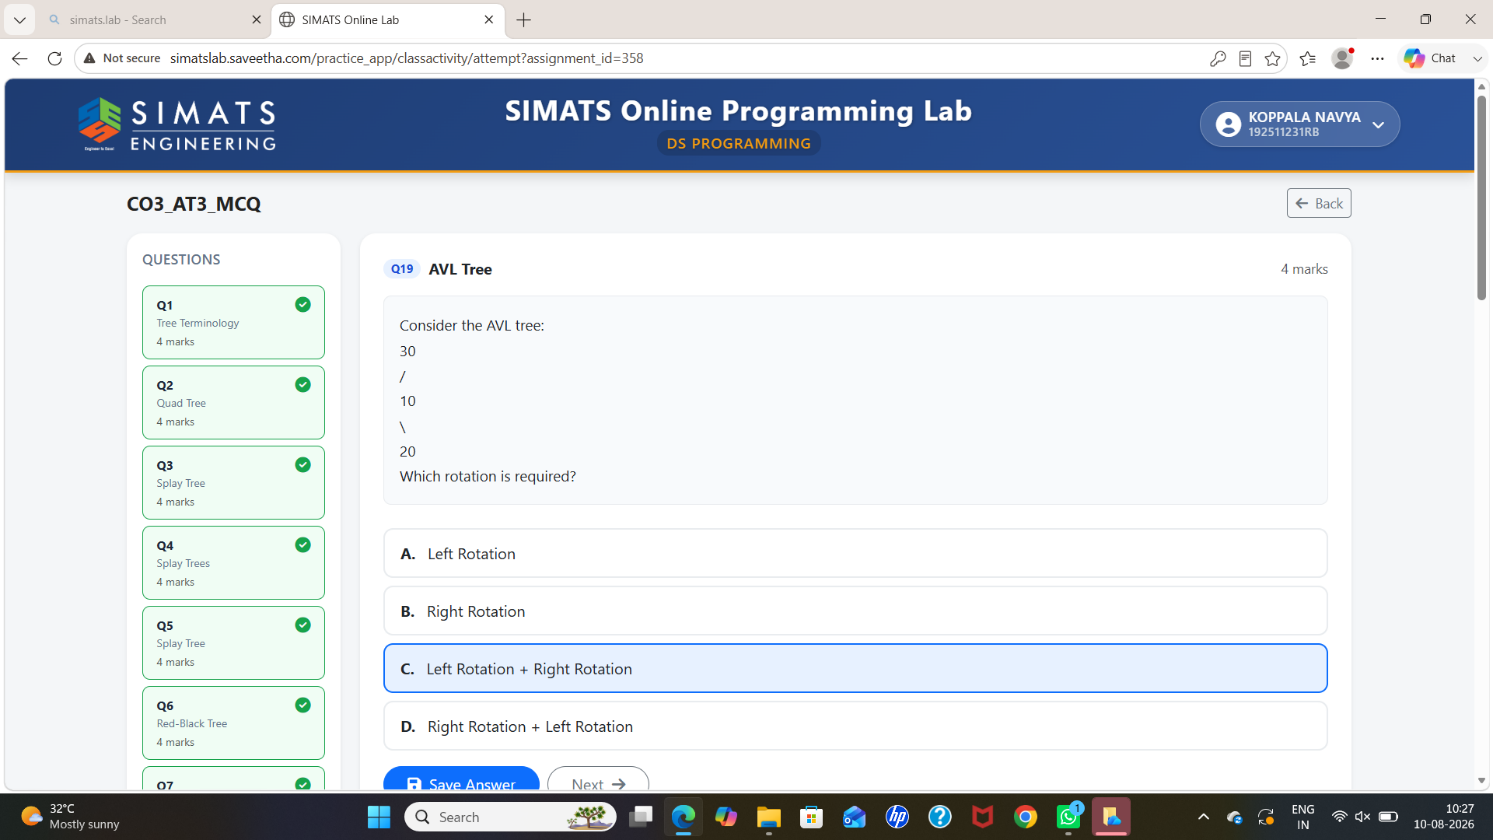 simats.lab - Search
SIMATS Online Lab
Not secure simatslab.saveetha.com/practice_app/classactivity/attempt?assignment_id=358
Chat
SIMATS
ENGINEERING
SIMATS Online Programming Lab
DS PROGRAMMING
KOPPALA NAVYA
192511231RB
CO3_AT3_MCQ
Back
QUESTIONS
Q1
Tree Terminology
4 marks
Q2
Quad Tree
4 marks
Q3
Splay Tree
4 marks
Q4
Splay Trees
4 marks
Q5
Splay Tree
4 marks
Q6
Red-Black Tree
4 marks
Q7
Q19 AVL Tree
4 marks
Consider the AVL tree:
30
/
10
\
20
Which rotation is required?
A. Left Rotation
B. Right Rotation
C. Left Rotation + Right Rotation
D. Right Rotation + Left Rotation
Save Answer
Next
32°C
Mostly sunny
Search
1
ENG
IN
10:27
10-08-2026